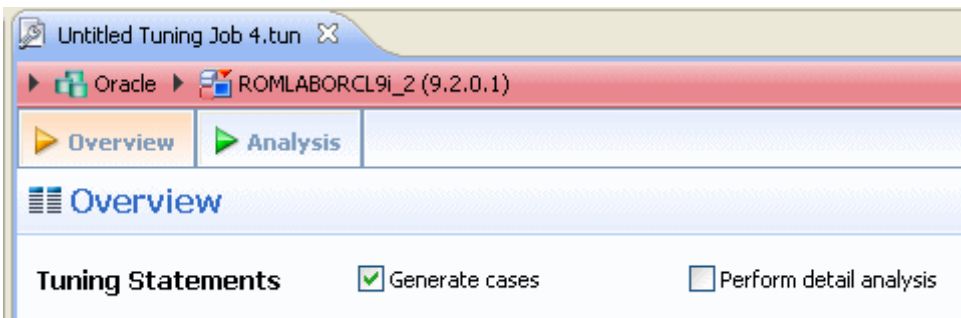 Untitled Tuning Job 4.tun
Oracle ROMLABORCL9i_2 (9.2.0.1)
Overview Analysis
Overview
Tuning Statements Generate cases Perform detail analysis